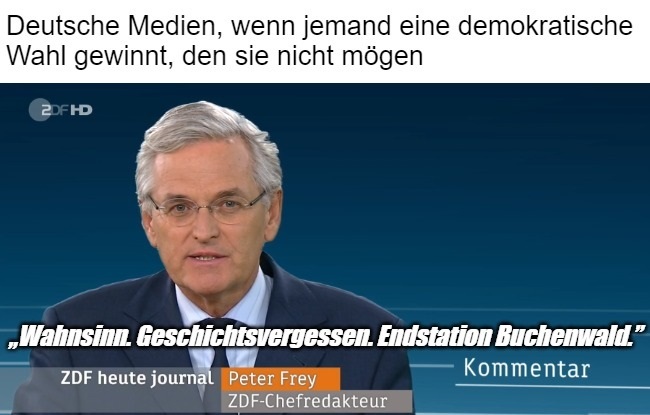 Deutsche Medien, wenn jemand eine demokratische
Wahl gewinnt, den sie nicht mögen
2DF HD
„Wahnsinn. Geschichtsvergessen. Endstation Buchenwald.”
Kommentar
ZDF heute journal Peter Frey
ZDF-Chefredakteur